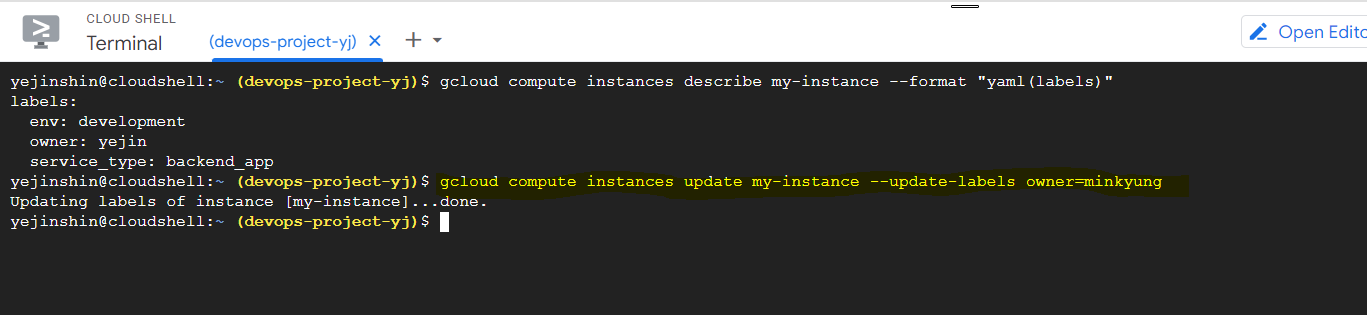 CLOUD SHELL
Terminal
(devops-project-yj)
Open Edito
yejinshin@cloudshell:~ (devops-project-yj)$ gcloud compute instances describe my-instance --format "yaml(labels)"
labels:
  env: development
  owner: yejin
  service_type: backend_app
yejinshin@cloudshell:~ (devops-project-yj)$ gcloud compute instances update my-instance --update-labels owner=minkyung
Updating labels of instance [my-instance]...done.
yejinshin@cloudshell:~ (devops-project-yj)$